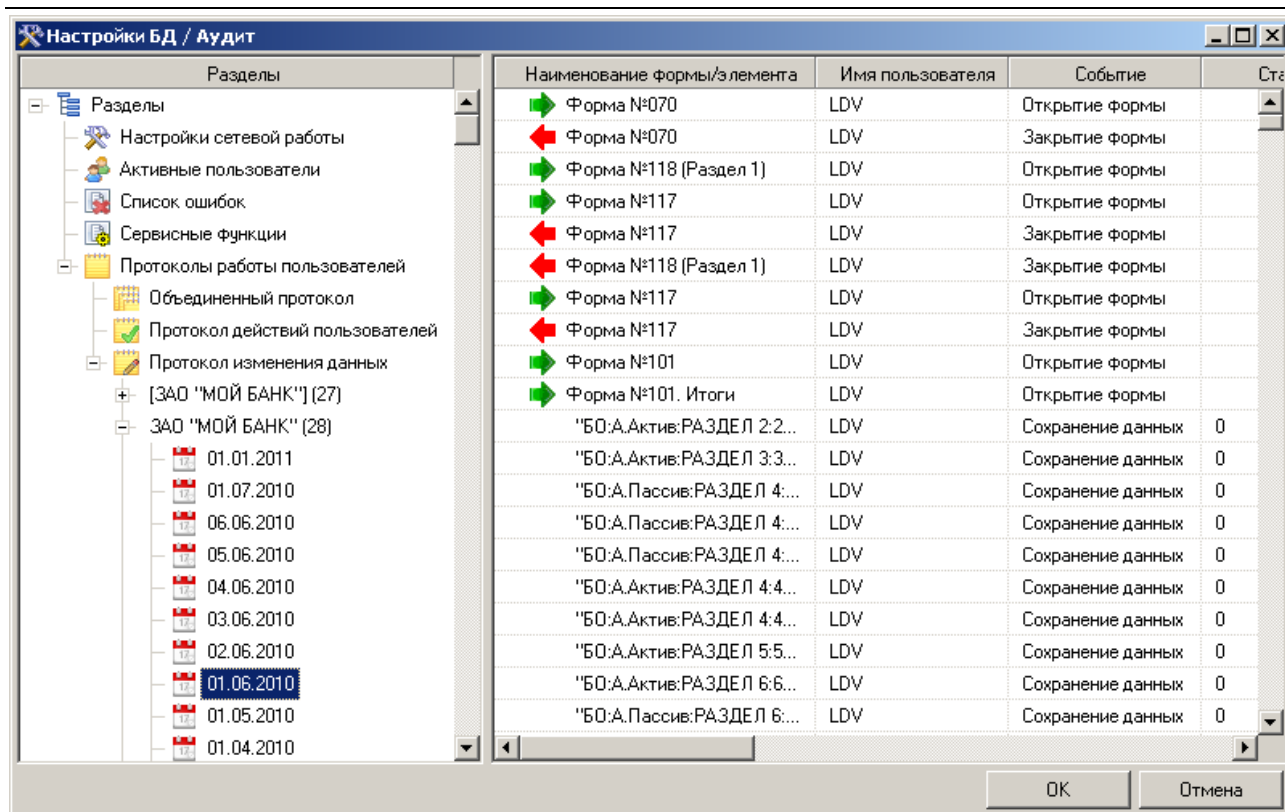 Настройки БД / Аудит
Разделы
Разделы
Настройки сетевой работы
Активные пользователи
Список ошибок
Сервисные функции
Протоколы работы пользователей
Объединенный протокол
Протокол действий пользователей
Протокол изменения данных
[ЗАО "МОЙ БАНК"] (27)
ЗАО "МОЙ БАНК" (28)
01.01.2011
01.07.2010
06.06.2010
05.06.2010
04.06.2010
03.06.2010
02.06.2010
01.06.2010
01.05.2010
01.04.2010
Наименование формы/элемента Имя пользователя Событие Ста
Форма №070 LDV Открытие формы
Форма №070 LDV Закрытие формы
Форма №118 (Раздел 1) LDV Открытие формы
Форма №117 LDV Открытие формы
Форма №117 LDV Закрытие формы
Форма №118 (Раздел 1) LDV Закрытие формы
Форма №117 LDV Открытие формы
Форма №117 LDV Закрытие формы
Форма №101 LDV Открытие формы
Форма №101. Итоги LDV Открытие формы
"БО:А.Актив:РАЗДЕЛ 2:2... LDV Сохранение данных 0
"БО:А.Актив:РАЗДЕЛ 3:3... LDV Сохранение данных 0
"БО:А.Пассив:РАЗДЕЛ 4:... LDV Сохранение данных 0
"БО:А.Пассив:РАЗДЕЛ 4:... LDV Сохранение данных 0
"БО:А.Пассив:РАЗДЕЛ 4:... LDV Сохранение данных 0
"БО:А.Актив:РАЗДЕЛ 4:4... LDV Сохранение данных 0
"БО:А.Актив:РАЗДЕЛ 4:4... LDV Сохранение данных 0
"БО:А.Актив:РАЗДЕЛ 5:5... LDV Сохранение данных 0
"БО:А.Актив:РАЗДЕЛ 6:6... LDV Сохранение данных 0
"БО:А.Пассив:РАЗДЕЛ 6:... LDV Сохранение данных 0
ОК Отмена